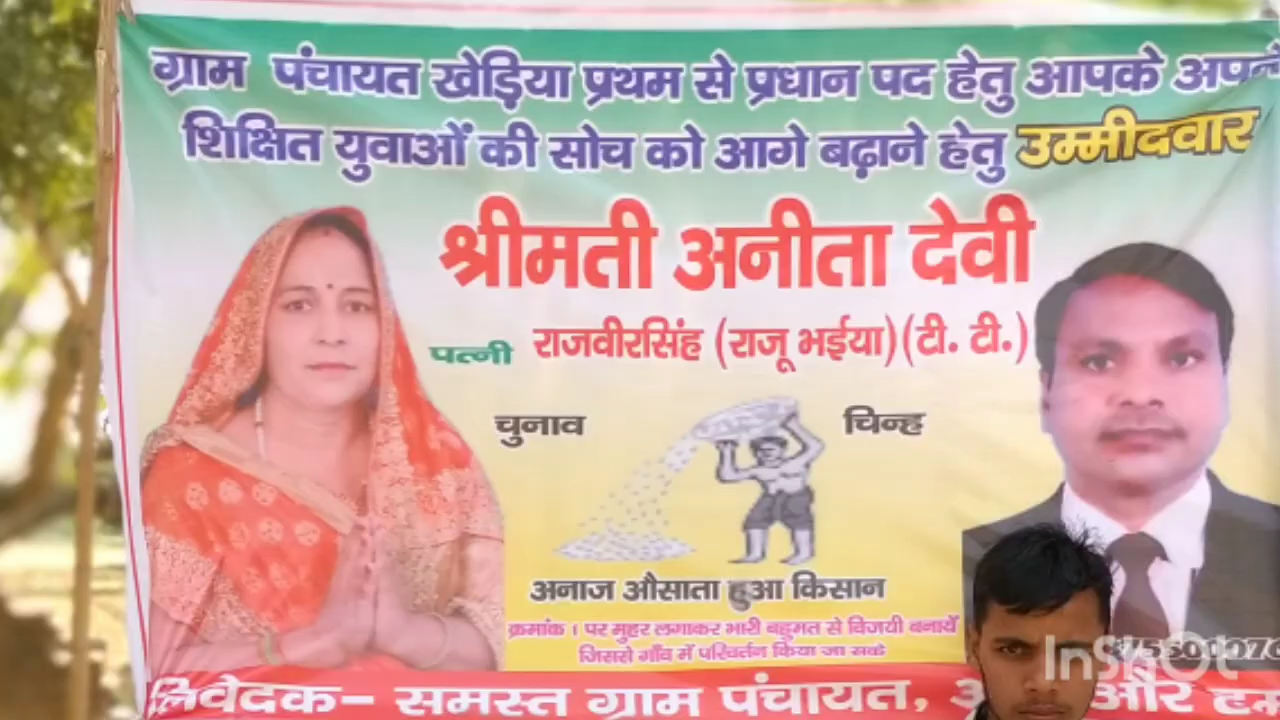 ग्राम पंचायत खेड़िया प्रथम से प्रधान पद हेतु आपके अपने
शिक्षित युवाओं की सोच को आगे बढ़ाने हेतु उम्मीदवार
श्रीमती अनीता देवी
पत्नी राजवीरसिंह (राजू भईया) (टी. टी.)
चुनाव चिन्ह
अनाज औसाता हुआ किसान
क्रमांक 1 पर मुहर लगाकर भारी बहुमत से विजयी बनायें
जिससे गाँव में परिवर्तन किया जा सके
InShOt
निवेदक- समस्त ग्राम पंचायत, और